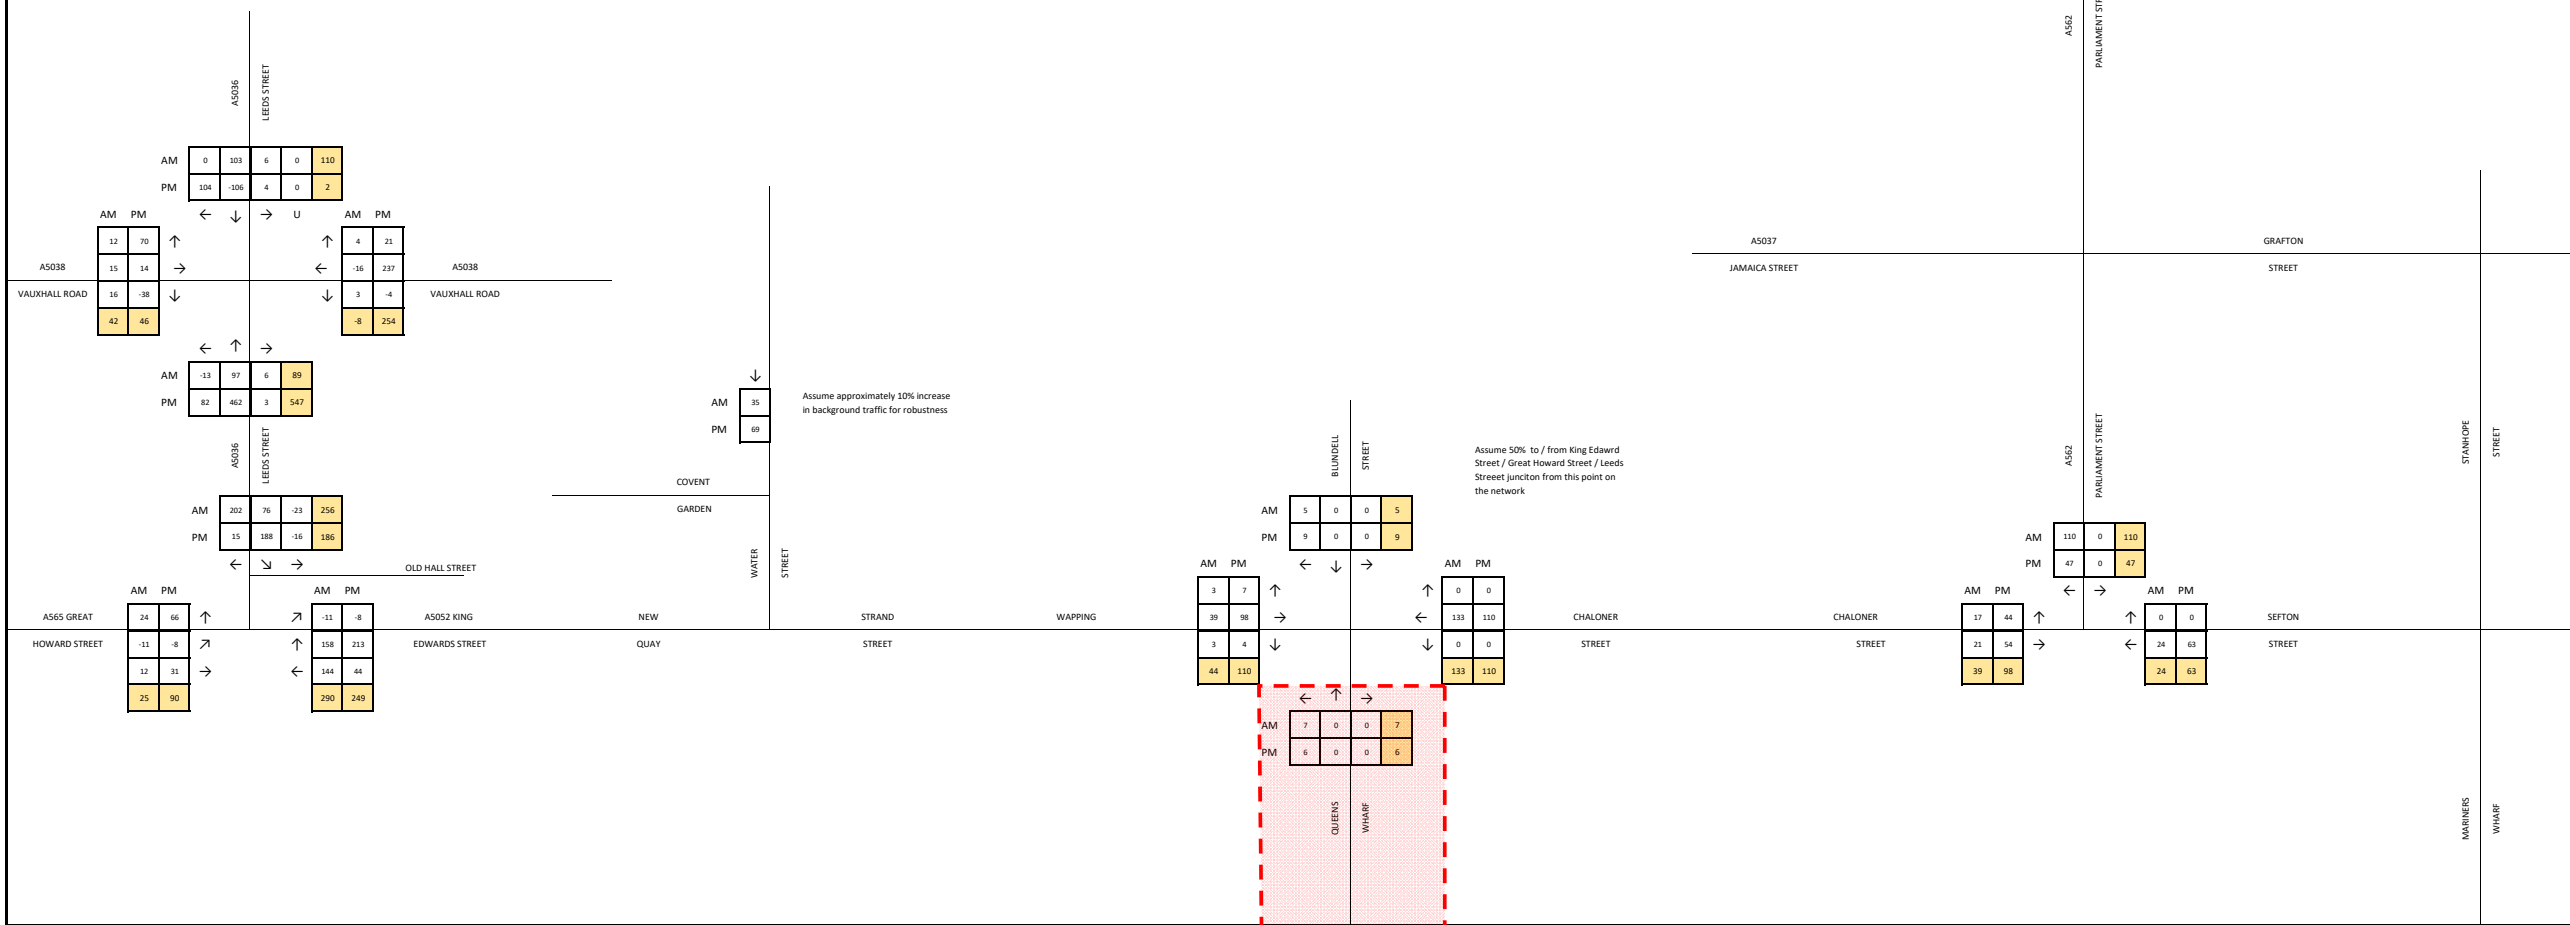 A562
PARLIAMENT STR
A5036
LEEDS STREET
AM 0 103 6 0 110
PM 104 -106 4 0 2
← ↓ → U
AM PM
12 70 ↑
15 14 →
16 -38 ↓
42 46
AM PM
↑ 4 21
← -16 237
↓ 3 -4
-8 254
A5038
VAUXHALL ROAD
A5038
VAUXHALL ROAD
← ↑ →
AM -13 97 6 89
PM 82 462 3 547
A5036
LEEDS STREET
AM 202 76 -23 256
PM 15 188 -16 186
← ↘ →
OLD HALL STREET
A565 GREAT
HOWARD STREET
AM PM
24 66 ↑
-11 -8 ↗
12 31 →
25 90
AM PM
↗ -11 -8
↑ 158 213
← 144 44
290 249
A5052 KING
EDWARDS STREET
NEW
QUAY
↓
AM 35
PM 69
Assume approximately 10% increase
in background traffic for robustness
COVENT
GARDEN
WATER
STREET
STRAND
STREET
WAPPING
BLUNDELL
STREET
Assume 50% to / from King Edawrd
Street / Great Howard Street / Leeds
Streeet junciton from this point on
the network
AM 5 0 0 5
PM 9 0 0 9
← ↓ →
AM PM
3 7 ↑
39 98 →
3 4 ↓
44 110
AM PM
↑ 0 0
← 133 110
↓ 0 0
133 110
← ↑ →
AM 7 0 0 7
PM 6 0 0 6
QUEENS
WHARF
CHALONER
STREET
CHALONER
STREET
A5037
JAMAICA STREET
GRAFTON
STREET
A562
PARLIAMENT STREET
AM 110 0 110
PM 47 0 47
← →
AM PM
17 44 ↑
21 54 →
39 98
AM PM
↑ 0 0
← 24 63
24 63
SEFTON
STREET
STANHOPE
STREET
MARINERS
WHARF